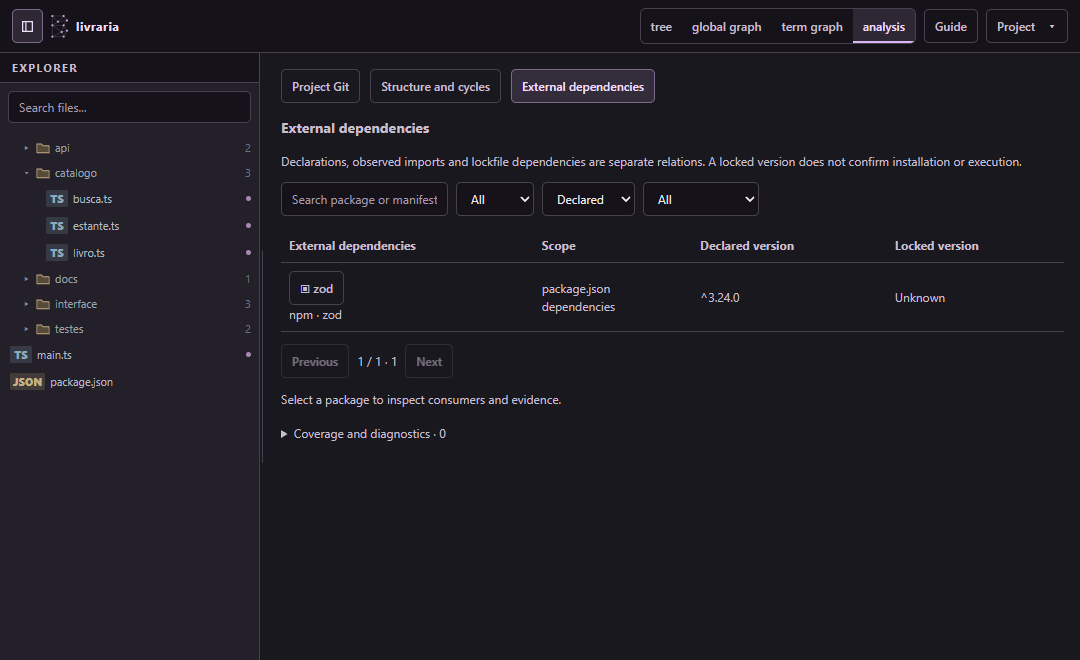 livraria
tree
global graph
term graph
analysis
Guide
Project
EXPLORER
Search files...
api 2
catalogo 3
TS busca.ts
TS estante.ts
TS livro.ts
docs 1
interface 3
testes 2
TS main.ts
JSON package.json
Project Git
Structure and cycles
External dependencies
External dependencies
Declarations, observed imports and lockfile dependencies are separate relations. A locked version does not confirm installation or execution.
Search package or manifest
All
Declared
All
External dependencies Scope Declared version Locked version
zod
npm · zod
package.json
dependencies
^3.24.0
Unknown
Previous
1 / 1 · 1
Next
Select a package to inspect consumers and evidence.
Coverage and diagnostics · 0